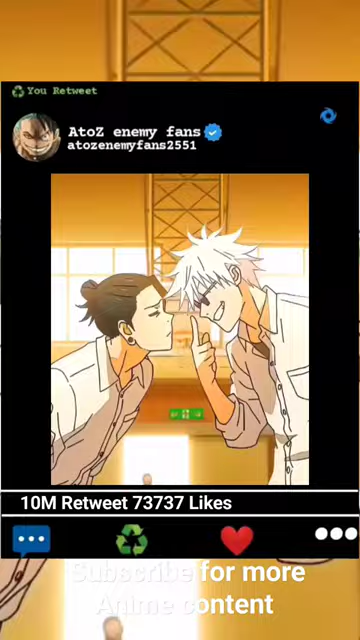 You Retweet
AtoZ enemy fans
atozenemyfans2551
10M Retweet 73737 Likes
Subscribe for more
Anime content